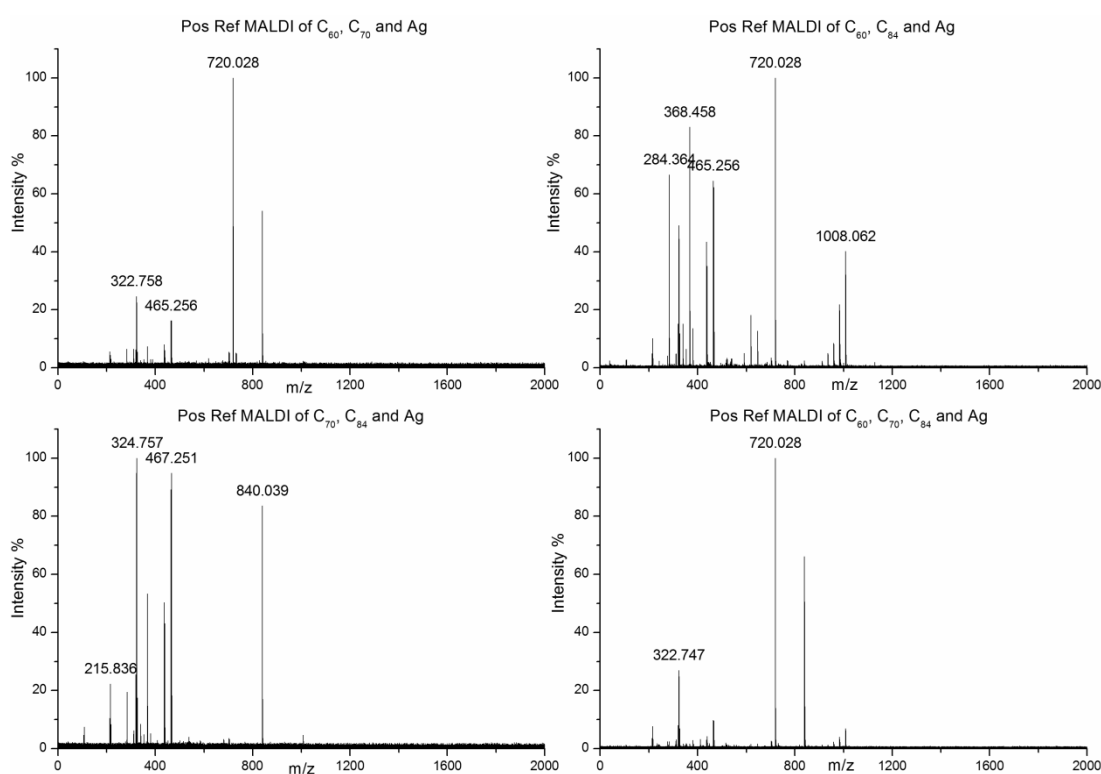 Pos Ref MALDI of C₆₀, C₇₀ and Ag
720.028
322.758
465.256
Intensity %
100
80
60
40
20
0
0 400 800 1200 1600 2000
m/z
Pos Ref MALDI of C₆₀, C₈₄ and Ag
720.028
368.458
284.364
465.256
1008.062
Intensity %
100
80
60
40
20
0
0 400 800 1200 1600 2000
m/z
Pos Ref MALDI of C₇₀, C₈₄ and Ag
324.757
467.251
840.039
215.836
Intensity %
100
80
60
40
20
0
0 400 800 1200 1600 2000
m/z
Pos Ref MALDI of C₆₀, C₇₀, C₈₄ and Ag
720.028
322.747
Intensity %
100
80
60
40
20
0
0 400 800 1200 1600 2000
m/z